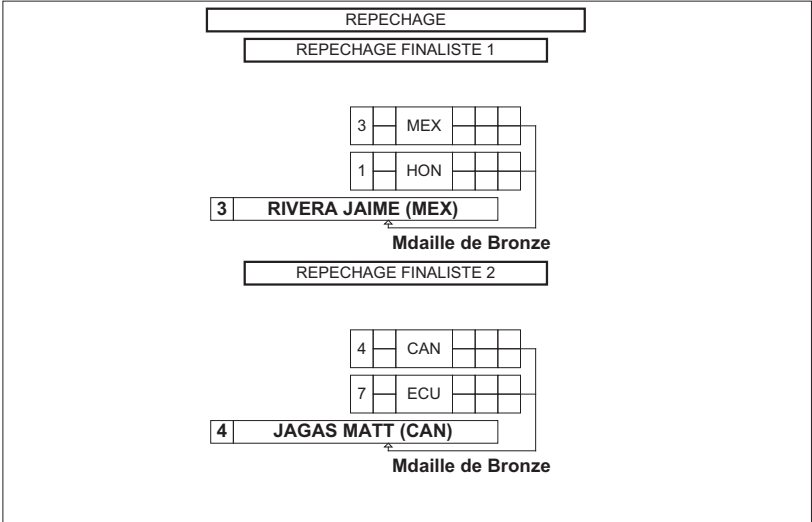 REPECHAGE
REPECHAGE FINALISTE 1
3 MEX
1 HON
3 RIVERA JAIME (MEX)
Mdaille de Bronze
REPECHAGE FINALISTE 2
4 CAN
7 ECU
4 JAGAS MATT (CAN)
Mdaille de Bronze